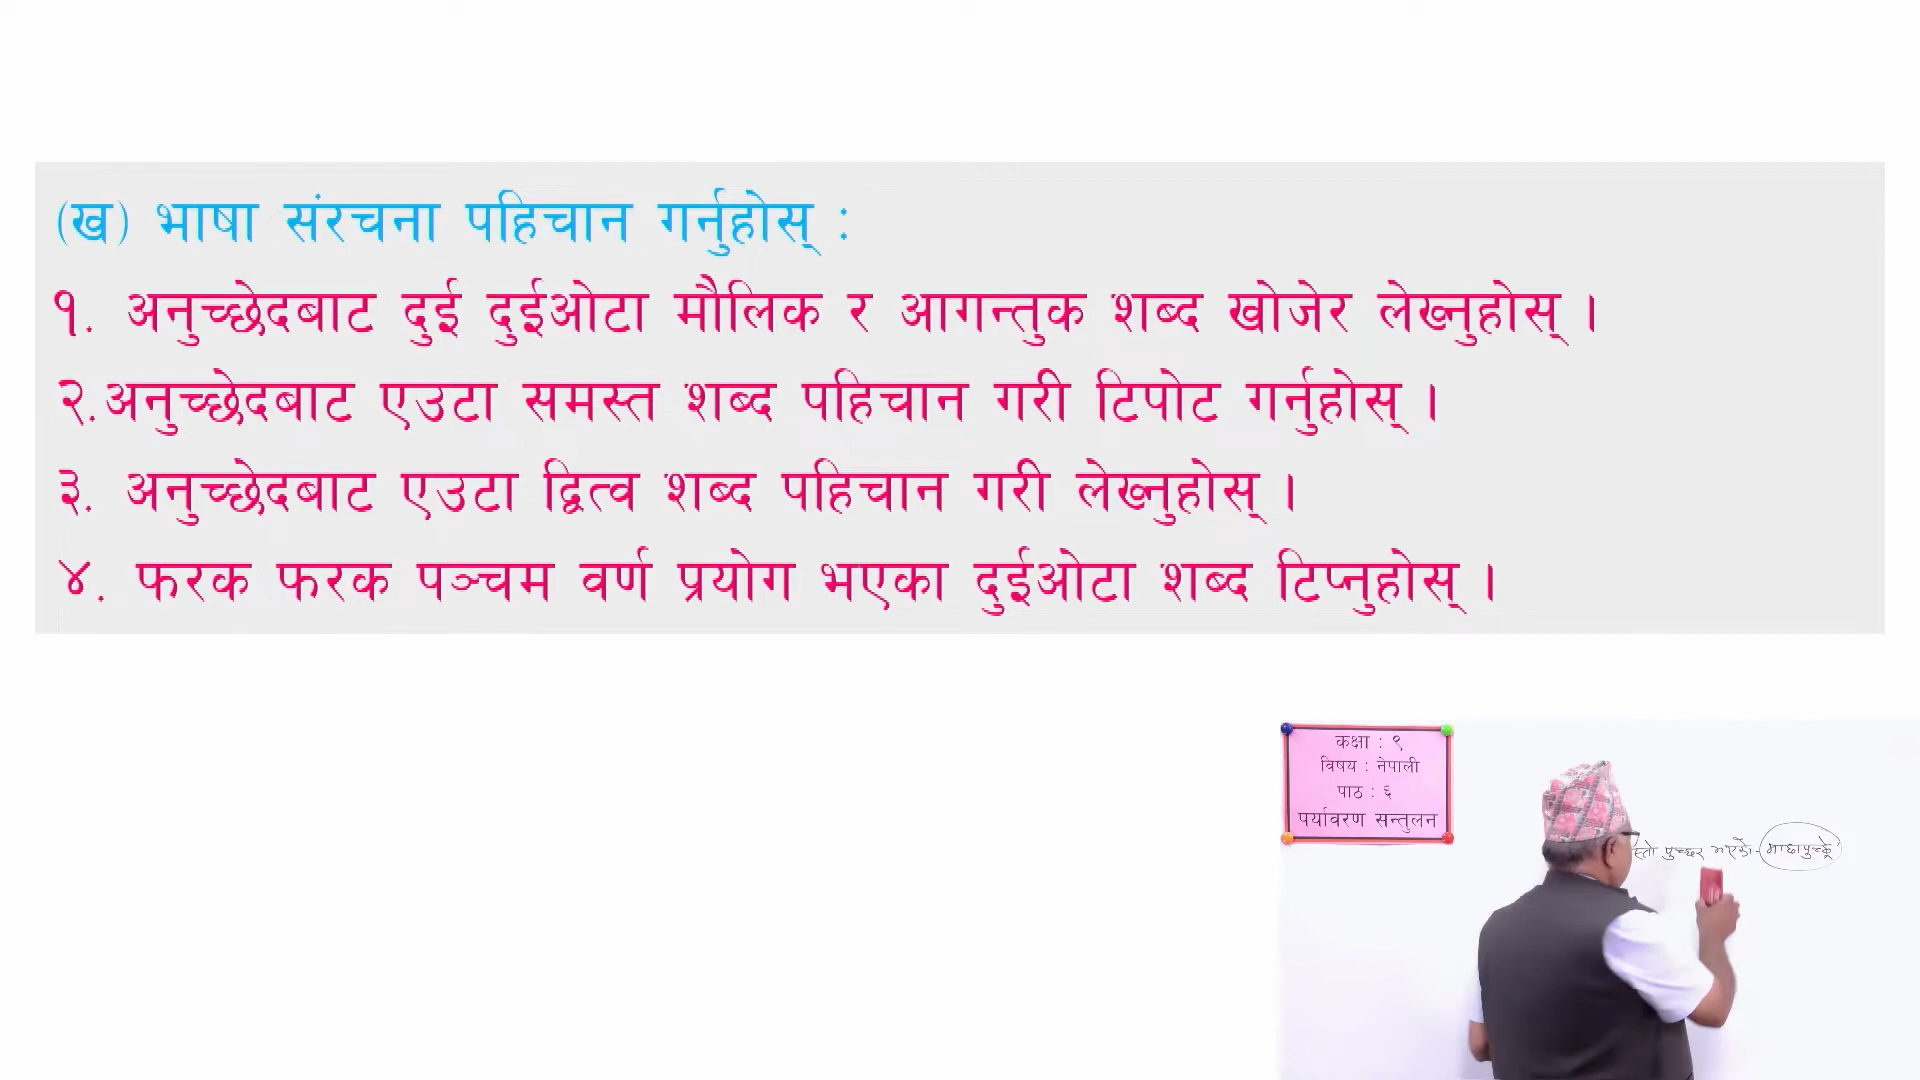 (ख) भाषा संरचना पहिचान गर्नुहोस् :
१. अनुच्छेदबाट दुई दुईओटा मौलिक र आगन्तुक शब्द खोजेर लेख्नुहोस् ।
२.अनुच्छेदबाट एउटा समस्त शब्द पहिचान गरी टिपोट गर्नुहोस् ।
३. अनुच्छेदबाट एउटा द्वित्व शब्द पहिचान गरी लेख्नुहोस् ।
४. फरक फरक पञ्चम वर्ण प्रयोग भएका दुईओटा शब्द टिप्नुहोस् ।
कक्षा : ९
विषय : नेपाली
पाठ : ६
पर्यावरण सन्तुलन
पुच्छर भएको - माछापुच्छ्रे